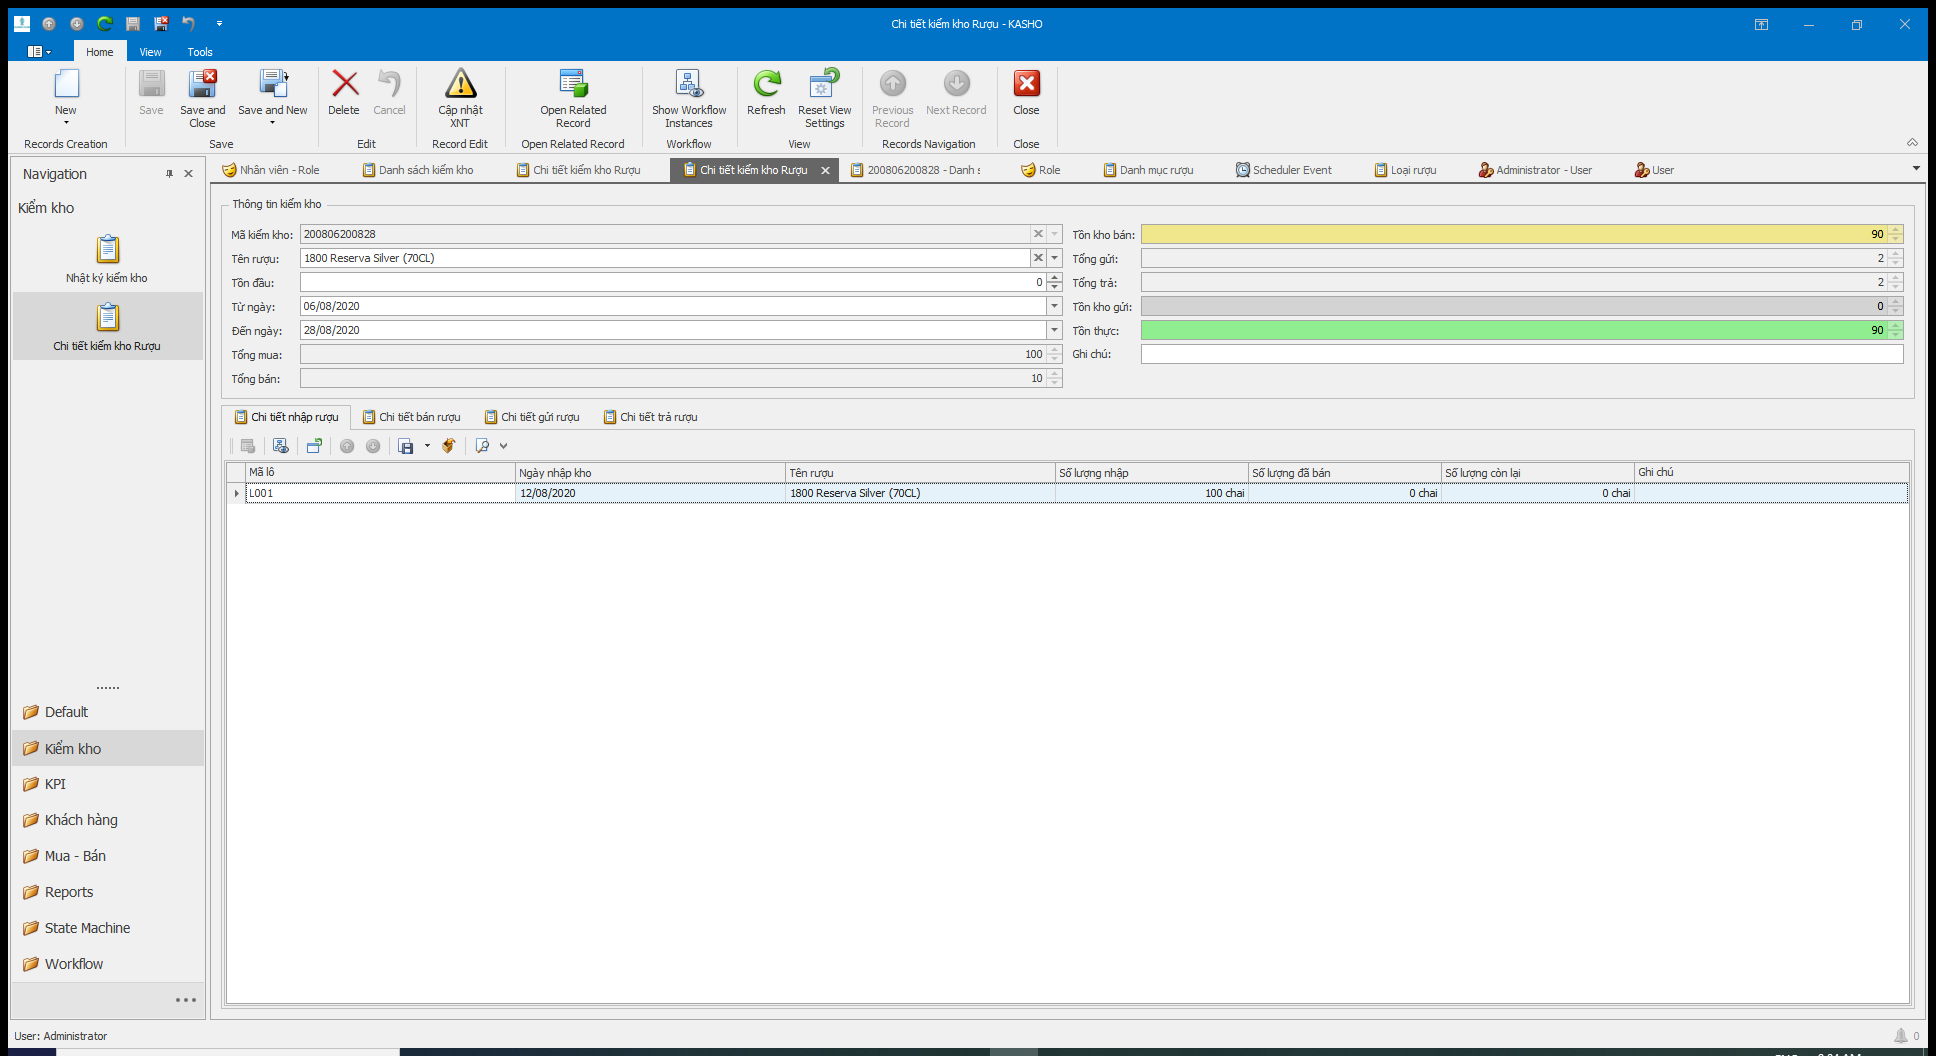 Chi tiết kiểm kho Rượu - KASHO
Home View Tools
New
Save
Save and Close
Save and New
Delete
Cancel
Cập nhật XNT
Open Related Record
Show Workflow Instances
Refresh
Reset View Settings
Previous Record
Next Record
Close
Records Creation Save Edit Record Edit Open Related Record Workflow View Records Navigation Close
Nhân viên - Role Danh sách kiểm kho Chi tiết kiểm kho Rượu Chi tiết kiểm kho Rượu 200806200828 - Danh s Role Danh mục rượu Scheduler Event Loại rượu Administrator - User User
Navigation
Kiểm kho
Nhật ký kiểm kho
Chi tiết kiểm kho Rượu
Default
Kiểm kho
KPI
Khách hàng
Mua - Bán
Reports
State Machine
Workflow
Thông tin kiểm kho
Mã kiểm kho: 200806200828
Tên rượu: 1800 Reserva Silver (70CL)
Tồn đầu: 0
Từ ngày: 06/08/2020
Đến ngày: 28/08/2020
Tổng mua: 100
Tổng bán: 10
Tồn kho bán: 90
Tổng gửi: 2
Tổng trả: 2
Tồn kho gửi: 0
Tồn thực: 90
Ghi chú:
Chi tiết nhập rượu Chi tiết bán rượu Chi tiết gửi rượu Chi tiết trả rượu
Mã lô Ngày nhập kho Tên rượu Số lượng nhập Số lượng đã bán Số lượng còn lại Ghi chú
L001 12/08/2020 1800 Reserva Silver (70CL) 100 chai 0 chai 0 chai
User: Administrator
0